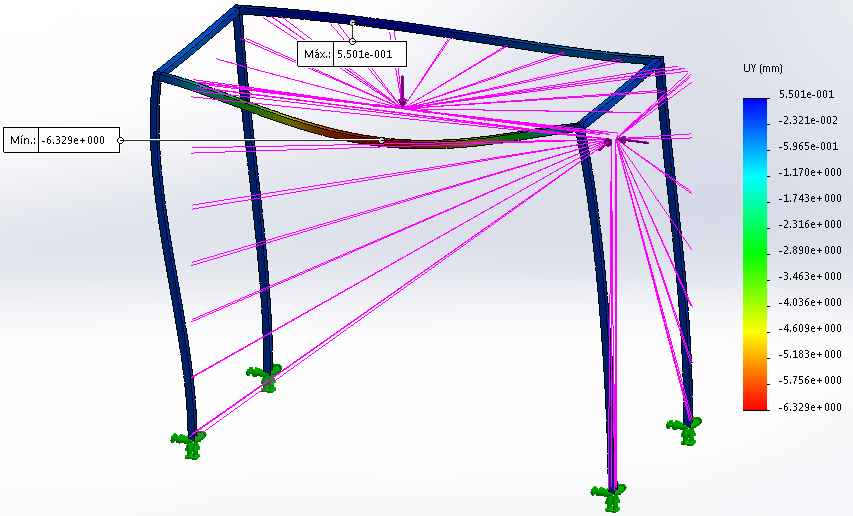 Máx.: 5.501e-001
Mín.: -6.329e+000
UY (mm)
5.501e-001
-2.321e-002
-5.965e-001
-1.170e+000
-1.743e+000
-2.316e+000
-2.890e+000
-3.463e+000
-4.036e+000
-4.609e+000
-5.183e+000
-5.756e+000
-6.329e+000